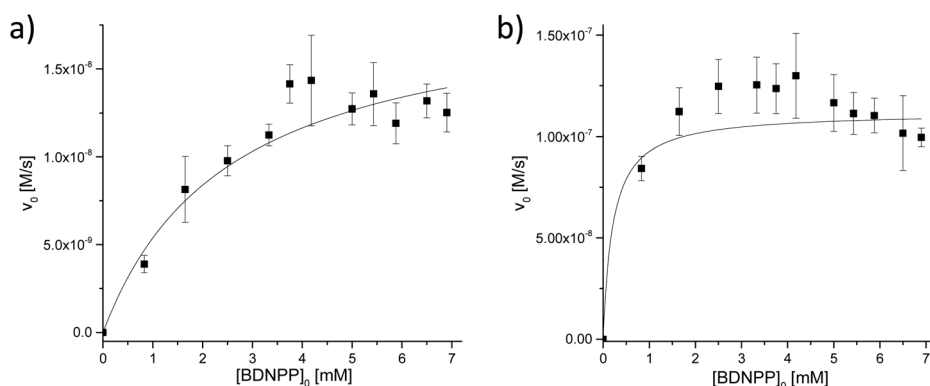 a)
b)
1.5x10⁻⁸
1.0x10⁻⁸
5.0x10⁻⁹
0.0
v₀ [M/s]
0 1 2 3 4 5 6 7
[BDNPP]₀ [mM]
1.50x10⁻⁷
1.00x10⁻⁷
5.00x10⁻⁸
0.00
v₀ [M/s]
0 1 2 3 4 5 6 7
[BDNPP]₀ [mM]